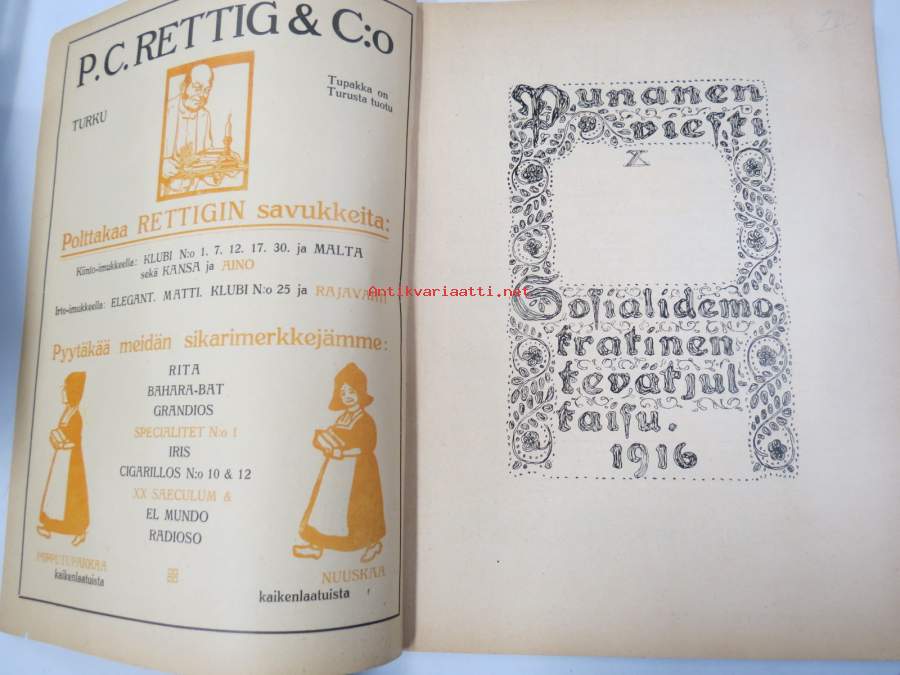 P. C. RETTIG & C:o
TURKU
Tupakka on
Turusta tuotu
Polttakaa RETTIGIN savukkeita:
Kiinto-imukkeella: KLUBI N:o 1. 7. 12. 17. 30. ja MALTA
sekä KANSA ja AINO
Irto-imukkeella: ELEGANT. MATTI. KLUBI N:o 25 ja RAJAVAHTI
Pyytäkää meidän sikarimerkkejämme:
RITA
BAHARA-BAT
GRANDIOS
SPECIALITET N:o 1
IRIS
CIGARILLOS N:o 10 & 12
XX SAECULUM &
EL MUNDO
RADIOSO
PIIPPUTUPAKKAA
kaikenlaatuista
NUUSKAA
kaikenlaatuista
Punanen
viesti
X
Sosialidemo-
kratinen
kevätjul-
kaisu.
1916
Antikvariaatti.net